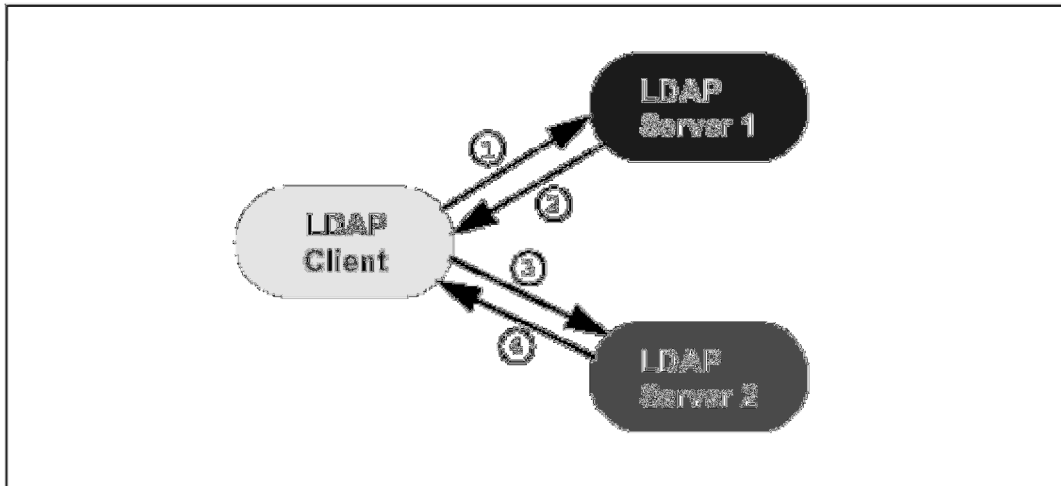 LDAP
Server 1
1
2
LDAP
Client
3
4
LDAP
Server 2